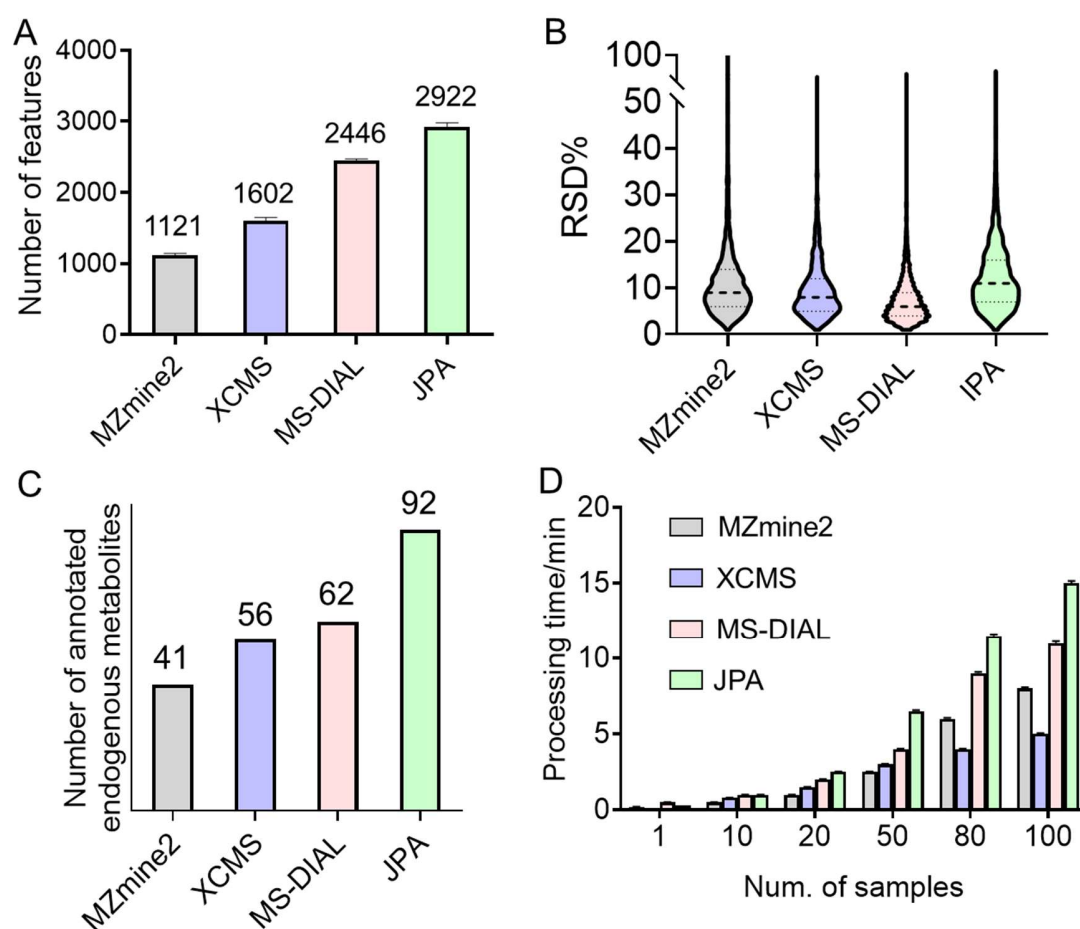 A
Number of features
4000
3000
2000
1000
0
1121
1602
2446
2922
MZmine2
XCMS
MS-DIAL
JPA
B
RSD%
100
50
40
30
20
10
0
MZmine2
XCMS
MS-DIAL
IPA
C
Number of annotated
endogenous metabolites
41
56
62
92
MZmine2
XCMS
MS-DIAL
JPA
D
Processing time/min
20
15
10
5
0
MZmine2
XCMS
MS-DIAL
JPA
1 10 20 50 80 100
Num. of samples